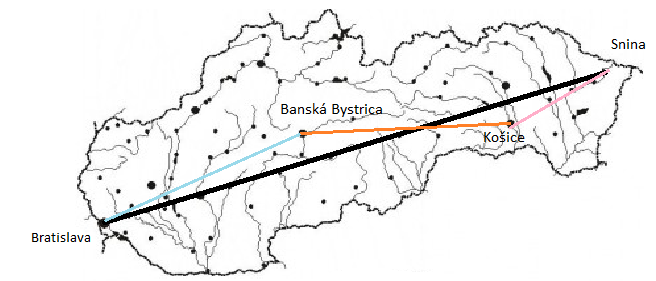 Snina
Banská Bystrica
Košice
Bratislava